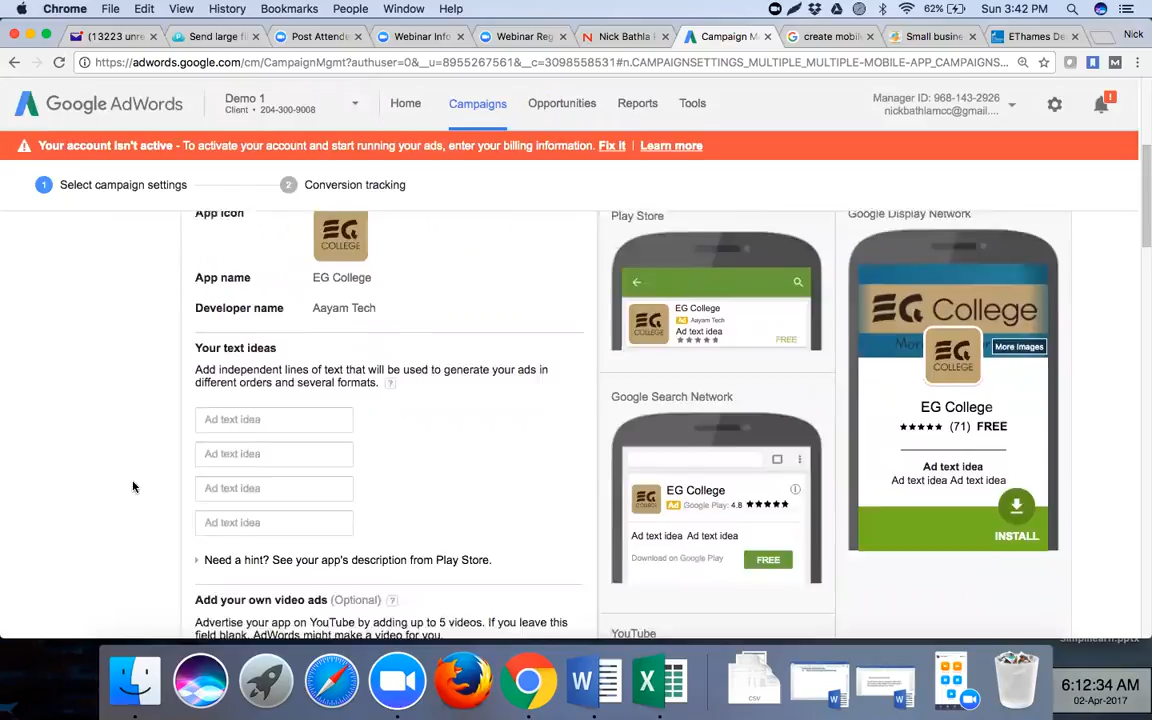 Chrome File Edit View History Bookmarks People Window Help
62% Sun 3:42 PM
(13223 unre
Send large fi
Post Attende
Webinar Info
Webinar Reg
Nick Bathla H
Campaign M
create mobile
Small busine
EThames De
Nick
https://adwords.google.com/cm/CampaignMgmt?authuser=0&__u=8955267561&__c=3098558531#n.CAMPAIGNSETTINGS_MULTIPLE_MULTIPLE-MOBILE-APP_CAMPAIGNS...
Google AdWords
Demo 1
Client - 204-300-9008
Home Campaigns Opportunities Reports Tools
Manager ID: 968-143-2926
nickbathlamcc@gmail....
!
Your account isn't active - To activate your account and start running your ads, enter your billing information. Fix it | Learn more
1 Select campaign settings
2 Conversion tracking
App icon
EG
COLLEGE
App name EG College
Developer name Aayam Tech
Your text ideas
Add independent lines of text that will be used to generate your ads in
different orders and several formats. ?
Ad text idea
Ad text idea
Ad text idea
Ad text idea
Need a hint? See your app's description from Play Store.
Add your own video ads (Optional) ?
Advertise your app on YouTube by adding up to 5 videos. If you leave this
field blank, AdWords might make a video for you.
Play Store
EG
COLLEGE
EG College
Ad Aayam Tech
Ad text idea
FREE
Google Search Network
EG College
Ad Google Play: 4.8
Ad text idea Ad text idea
Download on Google Play
FREE
YouTube
Google Display Network
EG College
More Images
EG
COLLEGE
EG College
(71) FREE
Ad text idea
Ad text idea Ad text idea
INSTALL
CSV
6:12:34 AM
02-Apr-2017